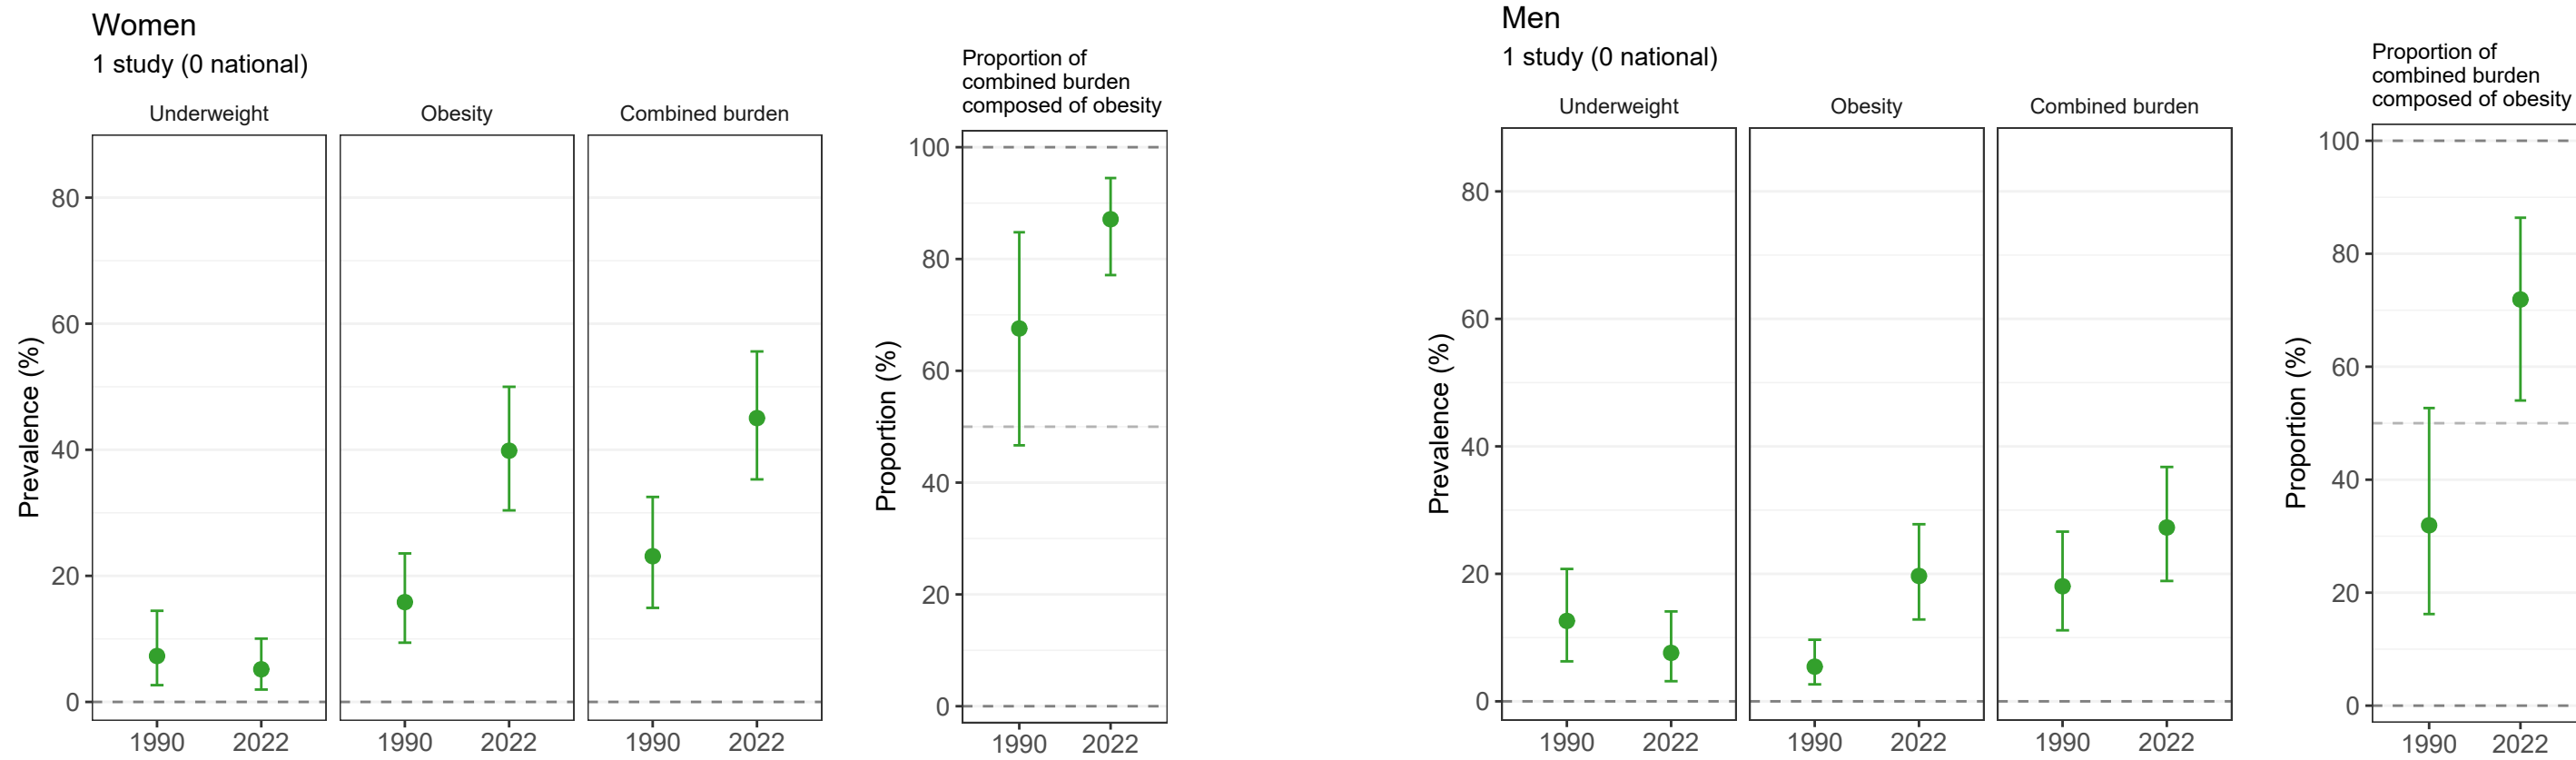 Women
1 study (0 national)
Underweight
Obesity
Combined burden
Prevalence (%)
80
60
40
20
0
1990 2022
1990 2022
1990 2022
Proportion of
combined burden
composed of obesity
Proportion (%)
100
80
60
40
20
0
1990 2022
Men
1 study (0 national)
Underweight
Obesity
Combined burden
Prevalence (%)
80
60
40
20
0
1990 2022
1990 2022
1990 2022
Proportion of
combined burden
composed of obesity
Proportion (%)
100
80
60
40
20
0
1990 2022